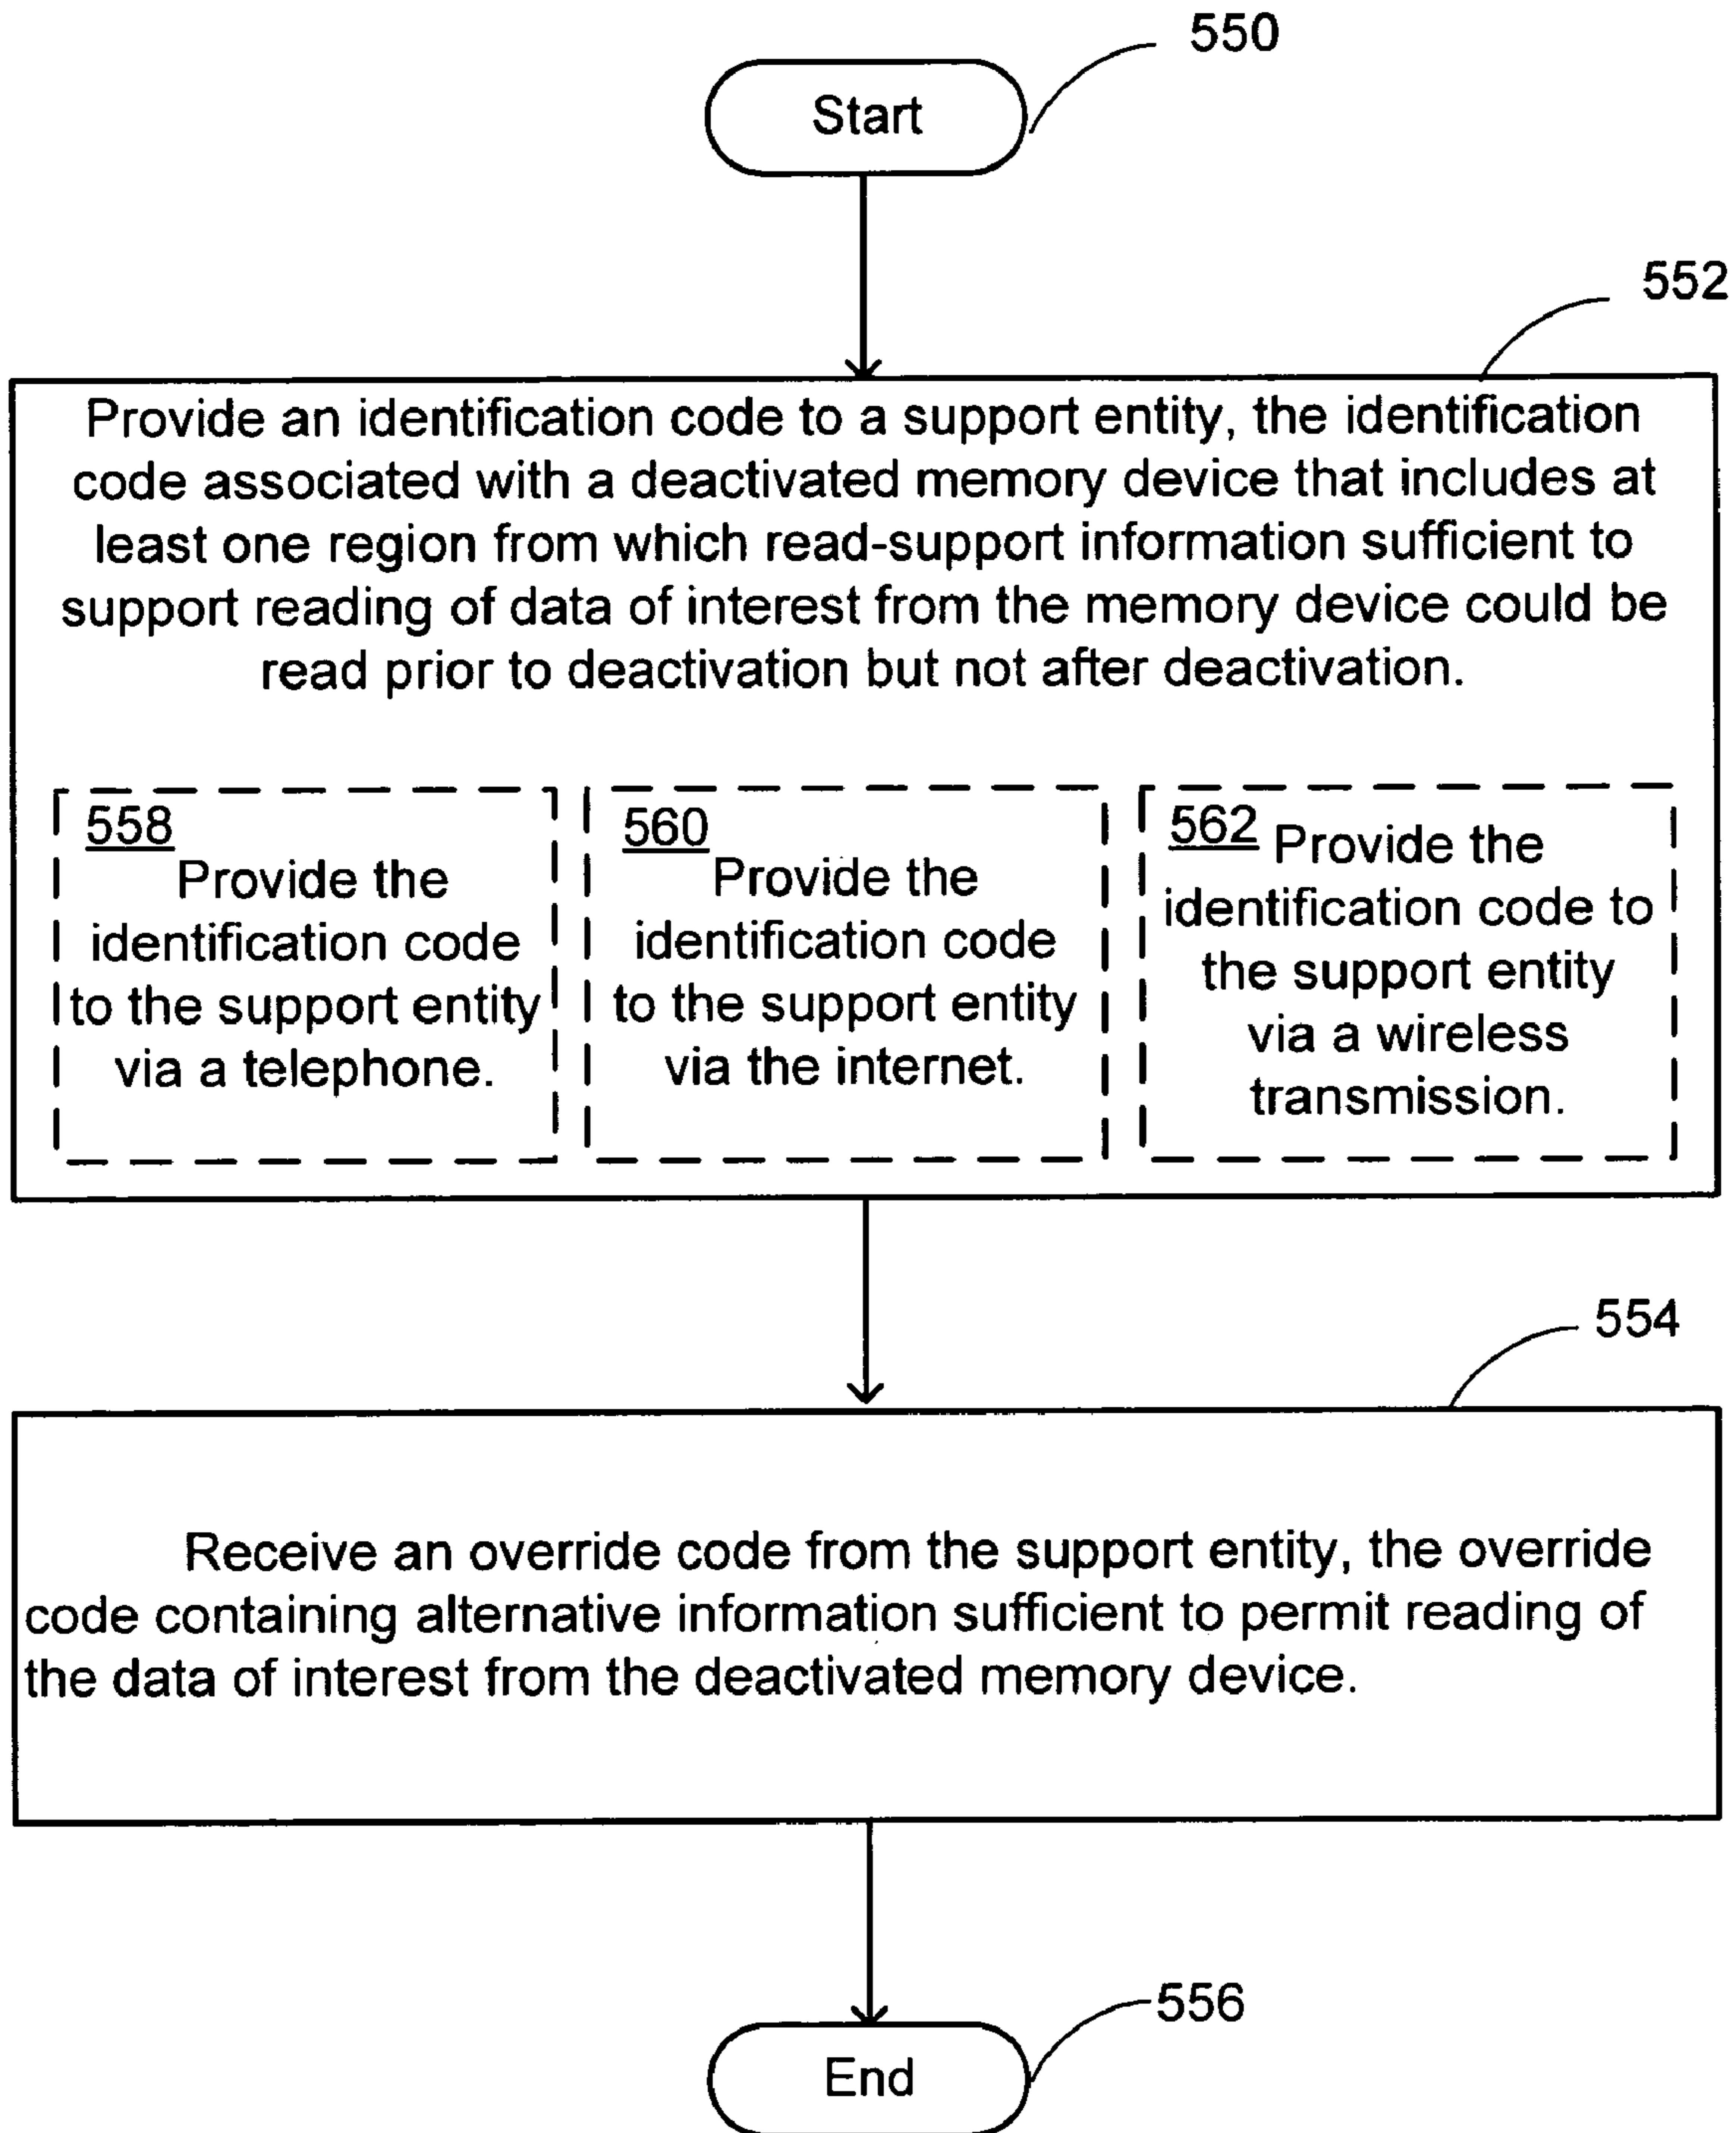 550
Start
552
Provide an identification code to a support entity, the identification
code associated with a deactivated memory device that includes at
least one region from which read-support information sufficient to
support reading of data of interest from the memory device could be
read prior to deactivation but not after deactivation.
558
Provide the
identification code
to the support entity
via a telephone.
560
Provide the
identification code
to the support entity
via the internet.
562 Provide the
identification code to
the support entity
via a wireless
transmission.
554
Receive an override code from the support entity, the override
code containing alternative information sufficient to permit reading of
the data of interest from the deactivated memory device.
556
End